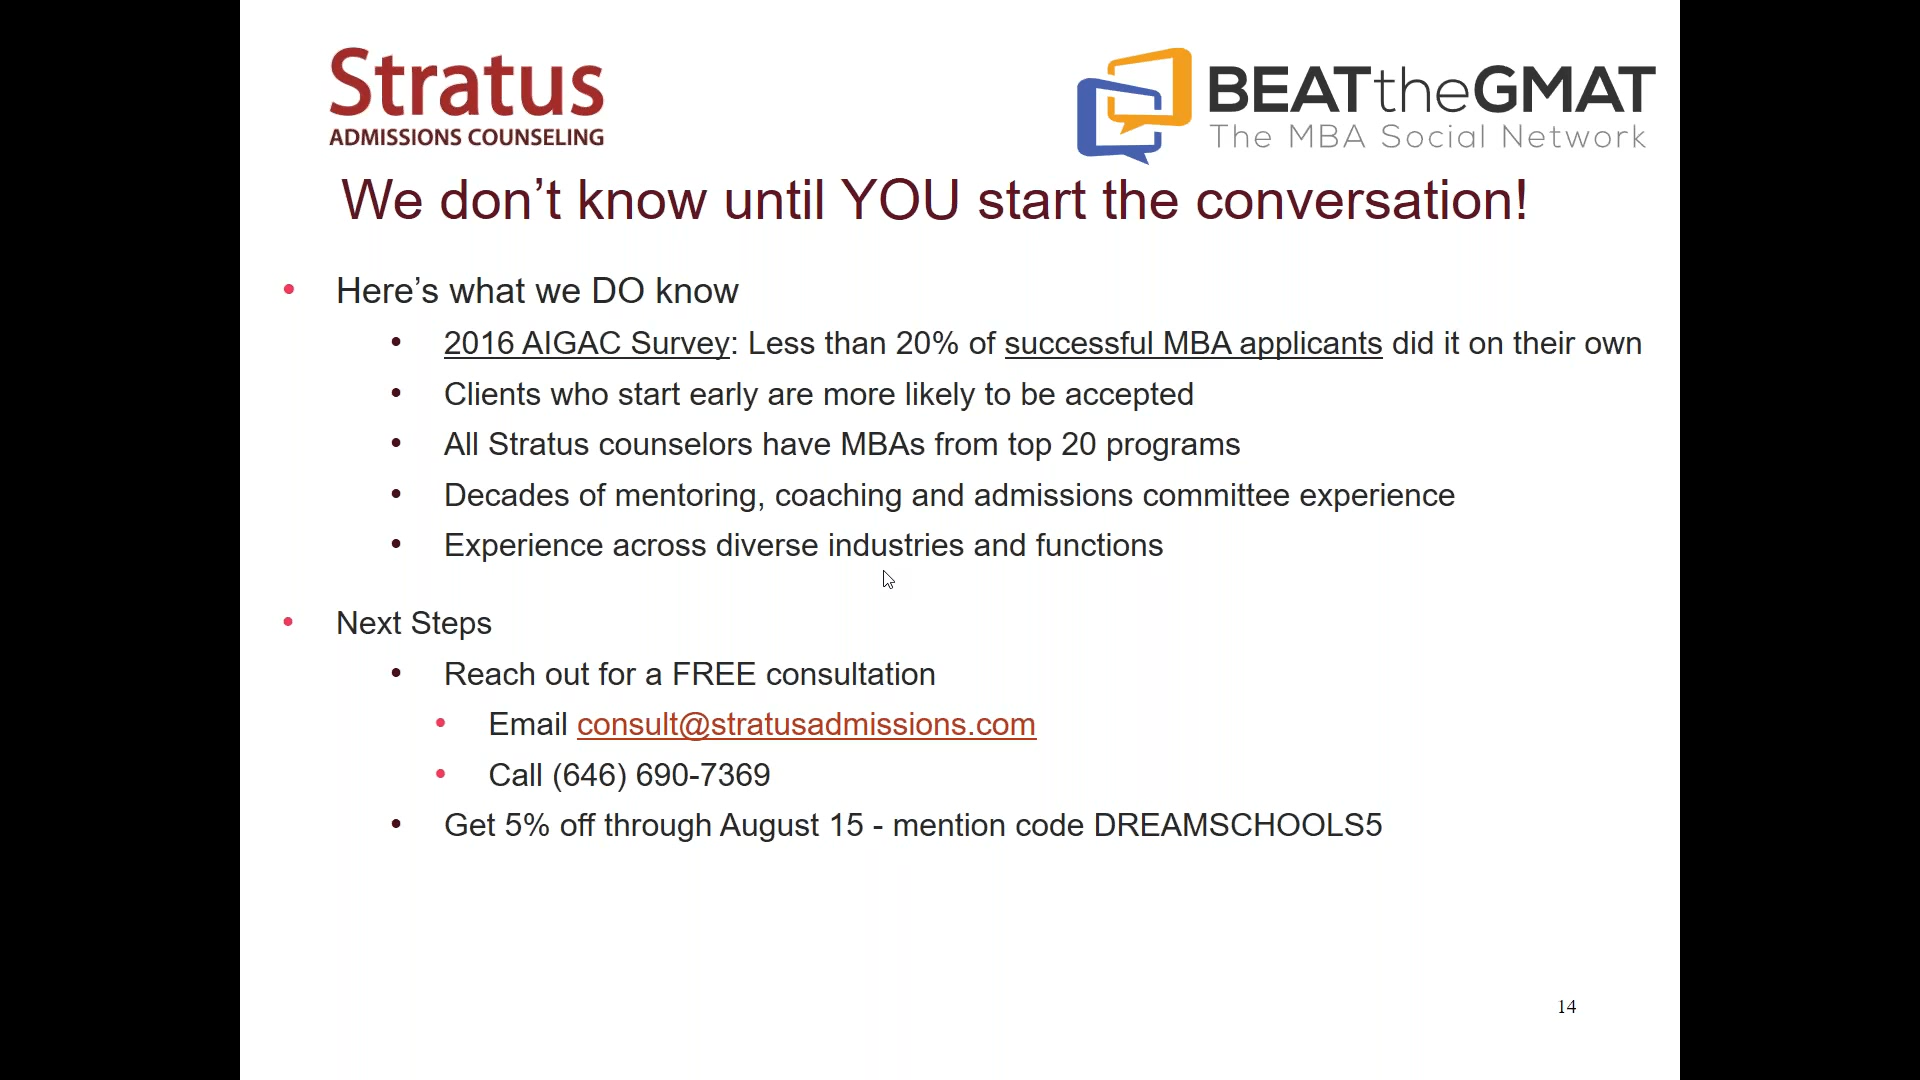 Stratus
ADMISSIONS COUNSELING
BEATtheGMAT
The MBA Social Network
We don’t know until YOU start the conversation!
• Here’s what we DO know
• 2016 AIGAC Survey: Less than 20% of successful MBA applicants did it on their own
• Clients who start early are more likely to be accepted
• All Stratus counselors have MBAs from top 20 programs
• Decades of mentoring, coaching and admissions committee experience
• Experience across diverse industries and functions
• Next Steps
• Reach out for a FREE consultation
• Email consult@stratusadmissions.com
• Call (646) 690-7369
• Get 5% off through August 15 - mention code DREAMSCHOOLS5
14